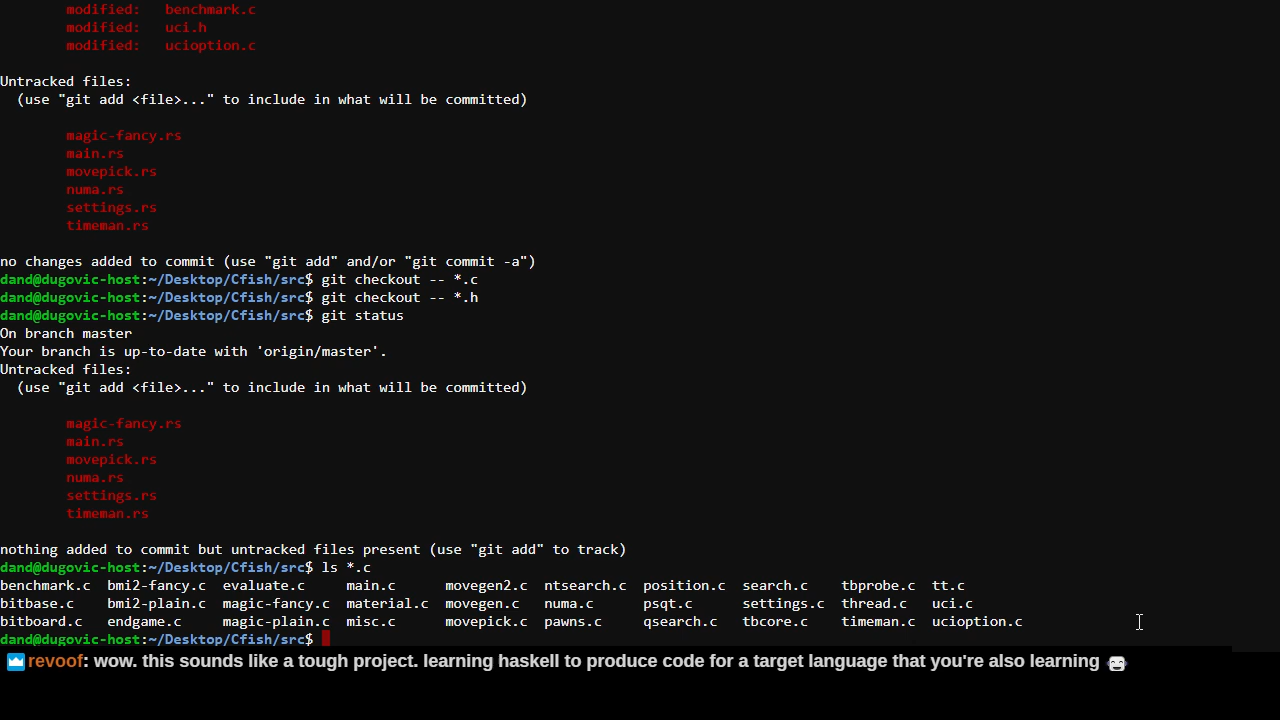 modified:   benchmark.c
modified:   uci.h
modified:   ucioption.c
Untracked files:
(use "git add <file>..." to include in what will be committed)
magic-fancy.rs
main.rs
movepick.rs
numa.rs
settings.rs
timeman.rs
no changes added to commit (use "git add" and/or "git commit -a")
dand@dugovic-host:~/Desktop/Cfish/src$ git checkout -- *.c
dand@dugovic-host:~/Desktop/Cfish/src$ git checkout -- *.h
dand@dugovic-host:~/Desktop/Cfish/src$ git status
On branch master
Your branch is up-to-date with 'origin/master'.
Untracked files:
(use "git add <file>..." to include in what will be committed)
magic-fancy.rs
main.rs
movepick.rs
numa.rs
settings.rs
timeman.rs
nothing added to commit but untracked files present (use "git add" to track)
dand@dugovic-host:~/Desktop/Cfish/src$ ls *.c
benchmark.c  bmi2-fancy.c  evaluate.c     main.c      movegen2.c  ntsearch.c  position.c  search.c    tbprobe.c  tt.c
bitbase.c    bmi2-plain.c  magic-fancy.c  material.c  movegen.c   numa.c      psqt.c      settings.c  thread.c   uci.c
bitboard.c   endgame.c     magic-plain.c  misc.c      movepick.c  pawns.c     qsearch.c   tbcore.c    timeman.c  ucioption.c
dand@dugovic-host:~/Desktop/Cfish/src$
revoof: wow. this sounds like a tough project. learning haskell to produce code for a target language that you're also learning